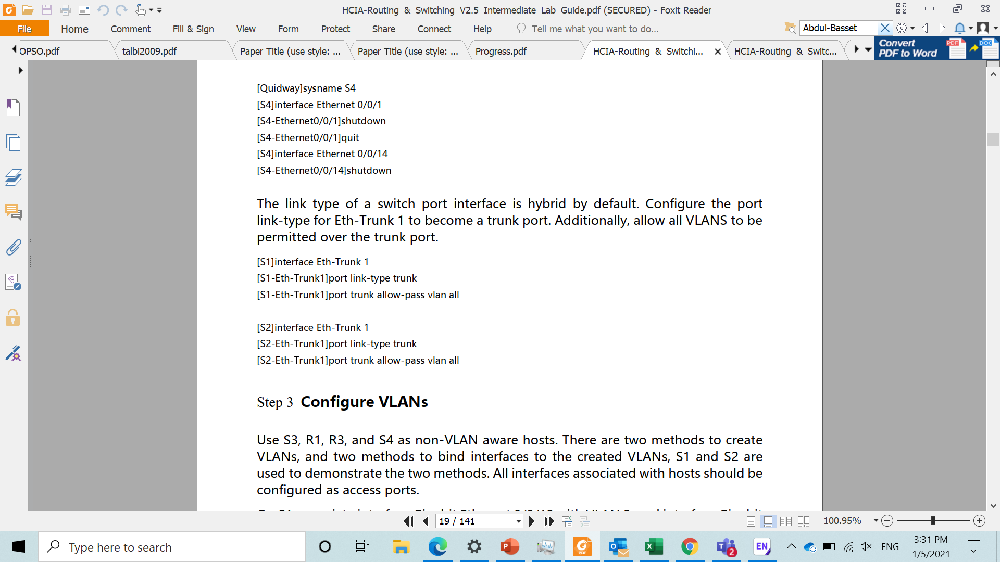 HCIA-Routing_&_Switching_V2.5_Intermediate_Lab_Guide.pdf (SECURED) - Foxit Reader
File Home Comment Fill & Sign View Form Protect Share Connect Help Tell me what you want to do... Abdul-Basset
OPSO.pdf talbi2009.pdf Paper Title (use style: ... Paper Title (use style: ... Progress.pdf HCIA-Routing_&_Switchi... HCIA-Routing_&_Switc...
Convert
PDF to Word
PDF DOC
[Quidway]sysname S4
[S4]interface Ethernet 0/0/1
[S4-Ethernet0/0/1]shutdown
[S4-Ethernet0/0/1]quit
[S4]interface Ethernet 0/0/14
[S4-Ethernet0/0/14]shutdown
The link type of a switch port interface is hybrid by default. Configure the port
link-type for Eth-Trunk 1 to become a trunk port. Additionally, allow all VLANS to be
permitted over the trunk port.
[S1]interface Eth-Trunk 1
[S1-Eth-Trunk1]port link-type trunk
[S1-Eth-Trunk1]port trunk allow-pass vlan all
[S2]interface Eth-Trunk 1
[S2-Eth-Trunk1]port link-type trunk
[S2-Eth-Trunk1]port trunk allow-pass vlan all
Step 3 Configure VLANs
Use S3, R1, R3, and S4 as non-VLAN aware hosts. There are two methods to create
VLANs, and two methods to bind interfaces to the created VLANs, S1 and S2 are
used to demonstrate the two methods. All interfaces associated with hosts should be
configured as access ports.
19 / 141
100.95%
Type here to search
2
EN
ENG
3:31 PM
1/5/2021